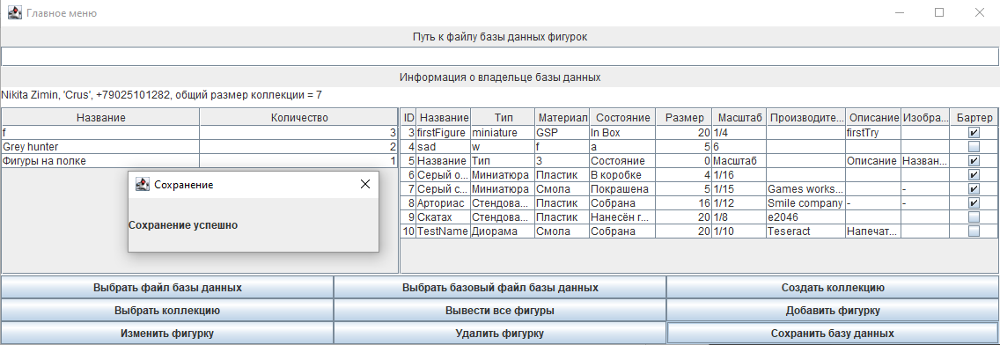 Главное меню
Путь к файлу базы данных фигурок
Информация о владельце базы данных
Nikita Zimin, 'Crus', +79025101282, общий размер коллекции = 7
Название Количество
f 3
Grey hunter 2
Фигуры на полке 1
Сохранение
Сохранение успешно
ID Название Тип Материал Состояние Размер Масштаб Производите... Описание Изобра... Бартер
3 firstFigure miniature GSP In Box 20 1/4 firstTry
4 sad w f a 5 6
5 Название Тип 3 Состояние 0 Масштаб Описание Назван...
6 Серый о... Миниатюра Пластик В коробке 4 1/16
7 Серый с... Миниатюра Смола Покрашена 5 1/15 Games works... -
8 Арториас Стендова... Пластик Собрана 16 1/12 Smile company - -
9 Скатах Стендова... Пластик Нанесён г... 20 1/8 e2046
10 TestName Диорама Смола Собрана 20 1/10 Teseract Напечат...
Выбрать файл базы данных Выбрать базовый файл базы данных Создать коллекцию
Выбрать коллекцию Вывести все фигуры Добавить фигурку
Изменить фигурку Удалить фигурку Сохранить базу данных